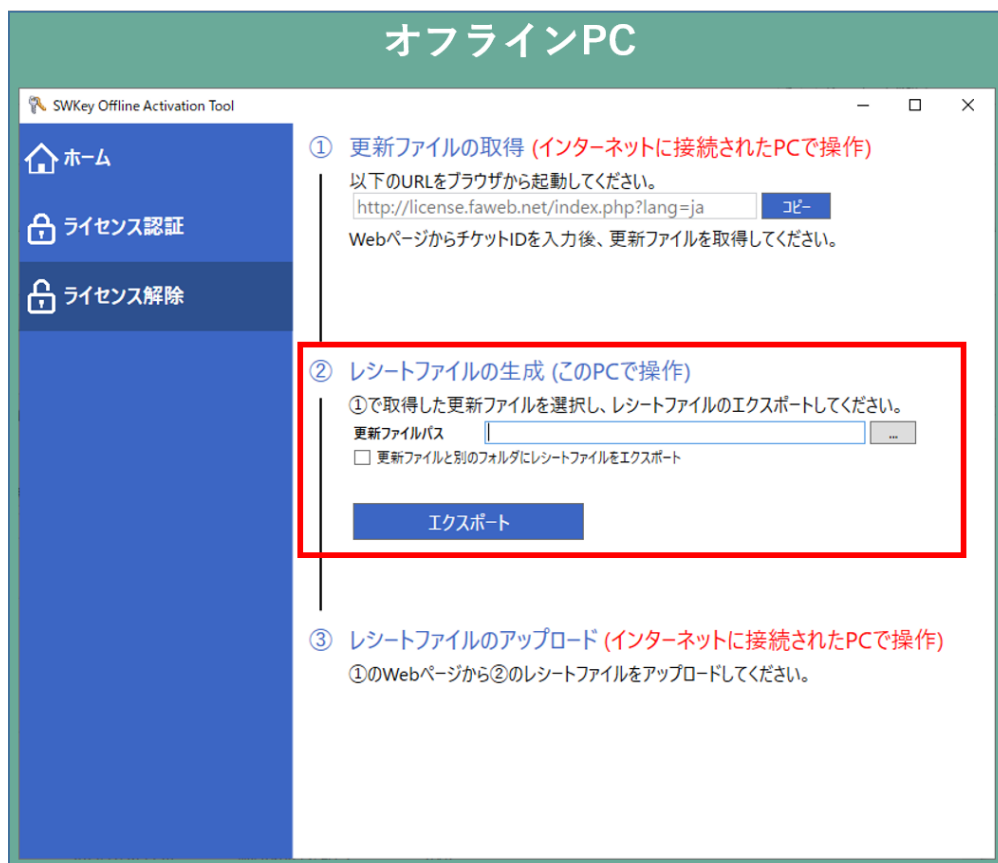 オフラインPC
SWKey Offline Activation Tool
ホーム
ライセンス認証
ライセンス解除
① 更新ファイルの取得 (インターネットに接続されたPCで操作)
以下のURLをブラウザから起動してください。
http://license.faweb.net/index.php?lang=ja
コピー
WebページからチケットIDを入力後、更新ファイルを取得してください。
② レシートファイルの生成 (このPCで操作)
①で取得した更新ファイルを選択し、レシートファイルのエクスポートしてください。
更新ファイルパス
...
更新ファイルと別のフォルダにレシートファイルをエクスポート
エクスポート
③ レシートファイルのアップロード (インターネットに接続されたPCで操作)
①のWebページから②のレシートファイルをアップロードしてください。